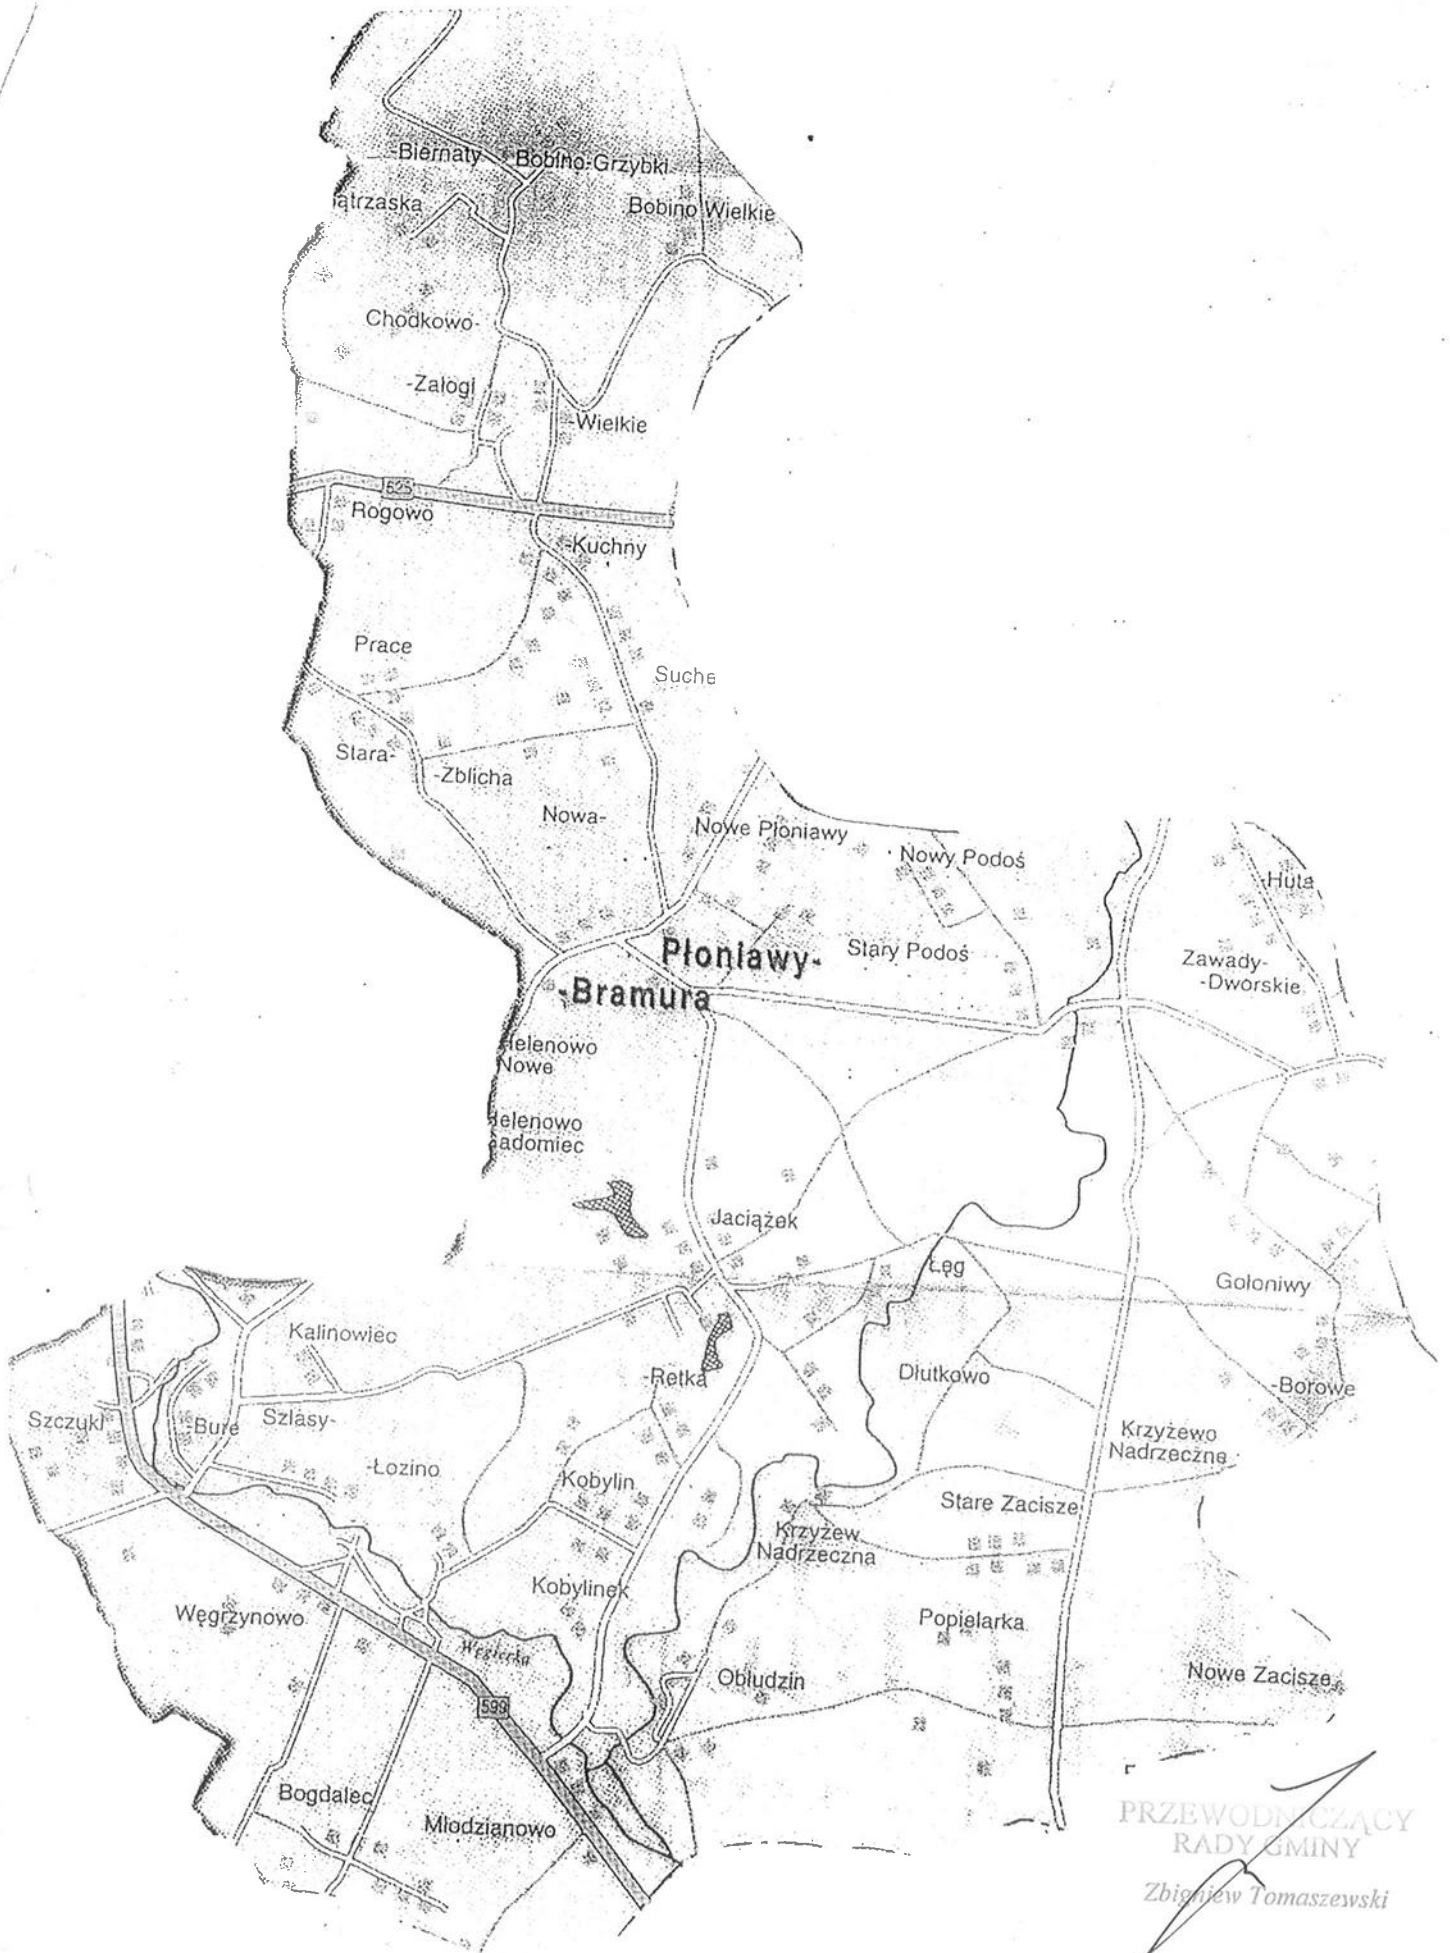 -Biernaty
Bobino-Grzybki
iątrzaska
Bobino Wielkie
Chodkowo-
-Załogi
-Wielkie
525
Rogowo
-Kuchny
Prace
Suche
Stara-
-Zblicha
Nowa-
Nowe Płoniawy
Nowy Podoś
-Huta
Płoniawy-
-Bramura
Stary Podoś
Zawady-
-Dworskie
Helenowo
Nowe
Helenowo
adomiec
Jaciążek
Łęg
Gołoniwy
Kalinowiec
-Retka
Dłutkowo
-Borowe
Szczuki
-Bure
Szlasy-
Krzyżewo
Nadrzeczne
-Łozino
Kobylin
Stare Zacisze
Krzyżew
Nadrzeczna
Kobylinek
Węgrzynowo
Popielarka
Węgierka
Obłudzin
Nowe Zacisze
599
Bogdalec
Młodzianowo
PRZEWODNICZĄCY
RADY GMINY
Zbigniew Tomaszewski